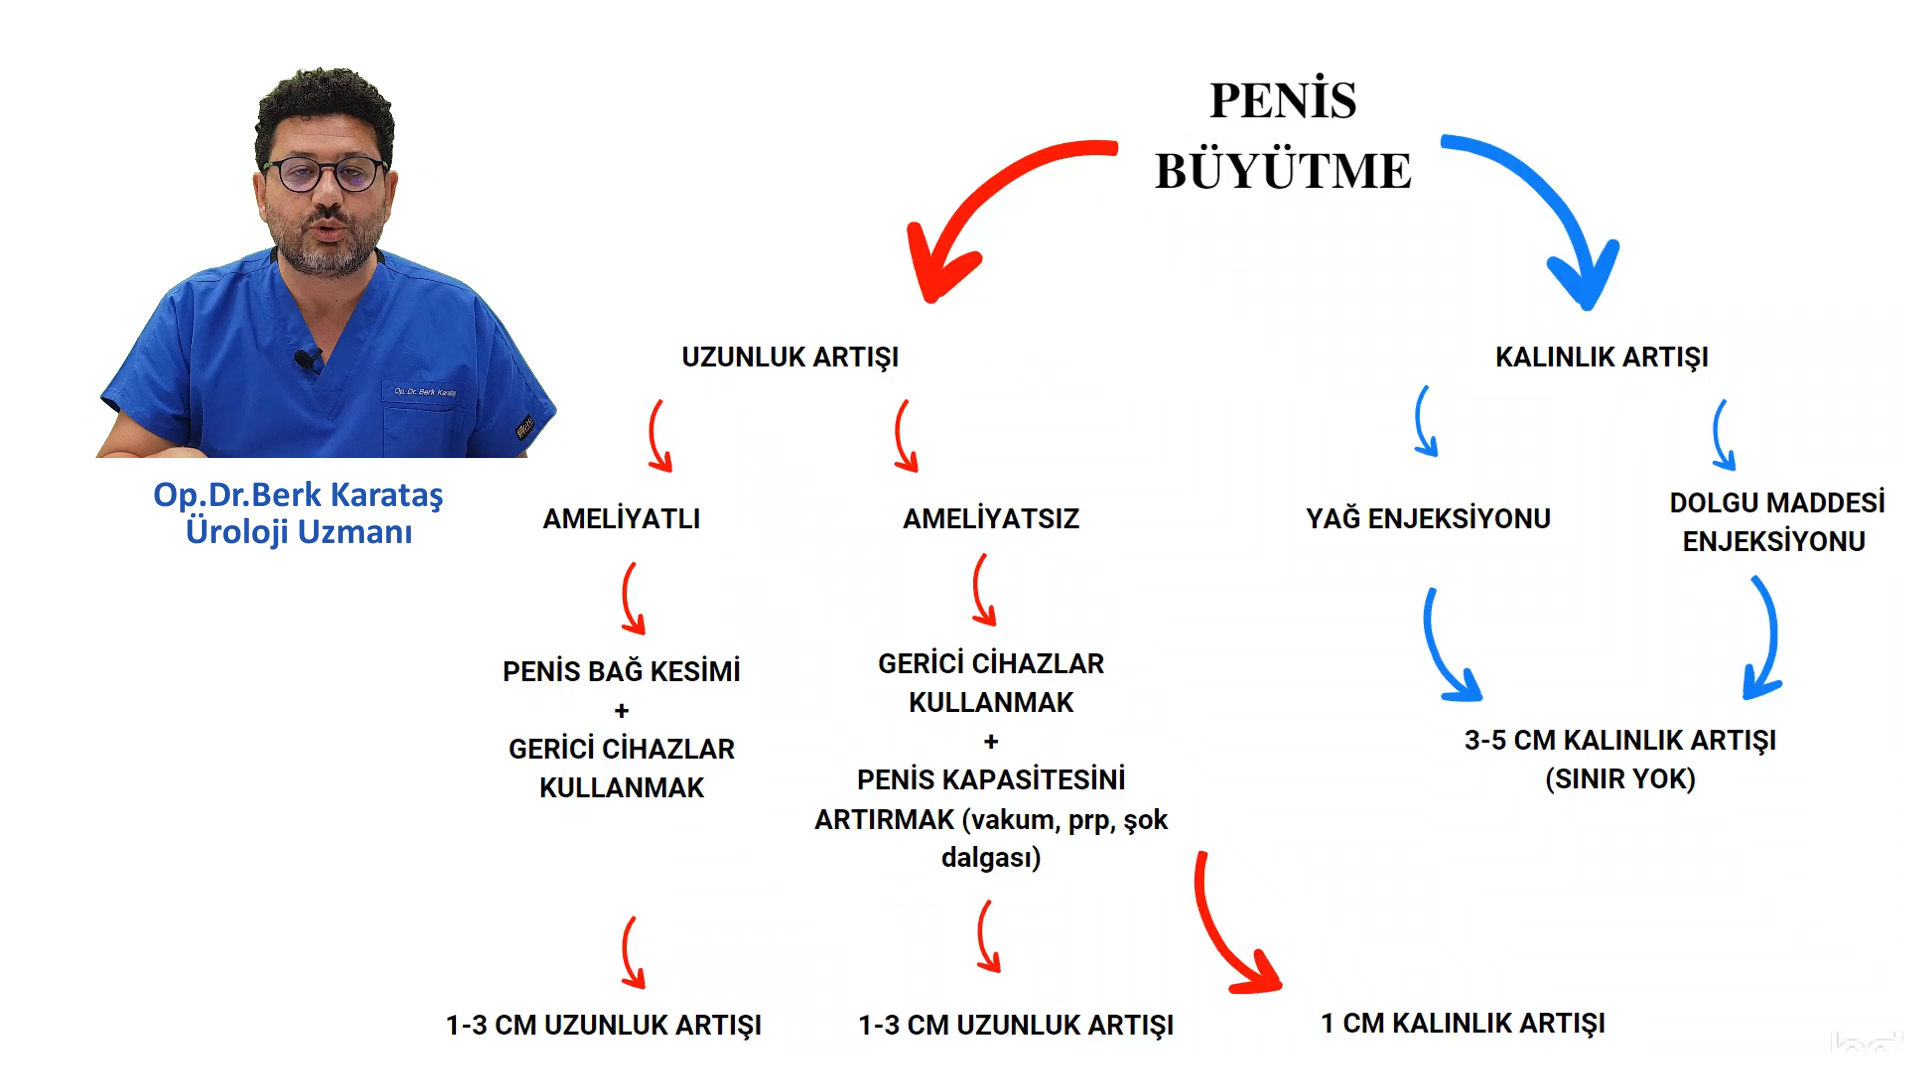 PENİS
BÜYÜTME
UZUNLUK ARTIŞI
KALINLIK ARTIŞI
Op. Dr. Berk Karataş
Op.Dr.Berk Karataş
Üroloji Uzmanı
AMELİYATLI
AMELİYATSIZ
YAĞ ENJEKSİYONU
DOLGU MADDESİ
ENJEKSİYONU
PENİS BAĞ KESİMİ
+
GERİCİ CİHAZLAR
KULLANMAK
GERİCİ CİHAZLAR
KULLANMAK
+
PENİS KAPASİTESİNİ
ARTIRMAK (vakum, prp, şok
dalgası)
3-5 CM KALINLIK ARTIŞI
(SINIR YOK)
1-3 CM UZUNLUK ARTIŞI
1-3 CM UZUNLUK ARTIŞI
1 CM KALINLIK ARTIŞI